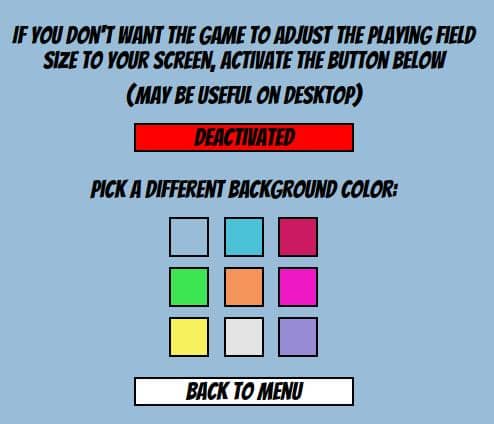 IF YOU DON'T WANT THE GAME TO ADJUST THE PLAYING FIELD
SIZE TO YOUR SCREEN, ACTIVATE THE BUTTON BELOW
(MAY BE USEFUL ON DESKTOP)
DEACTIVATED
PICK A DIFFERENT BACKGROUND COLOR:
BACK TO MENU